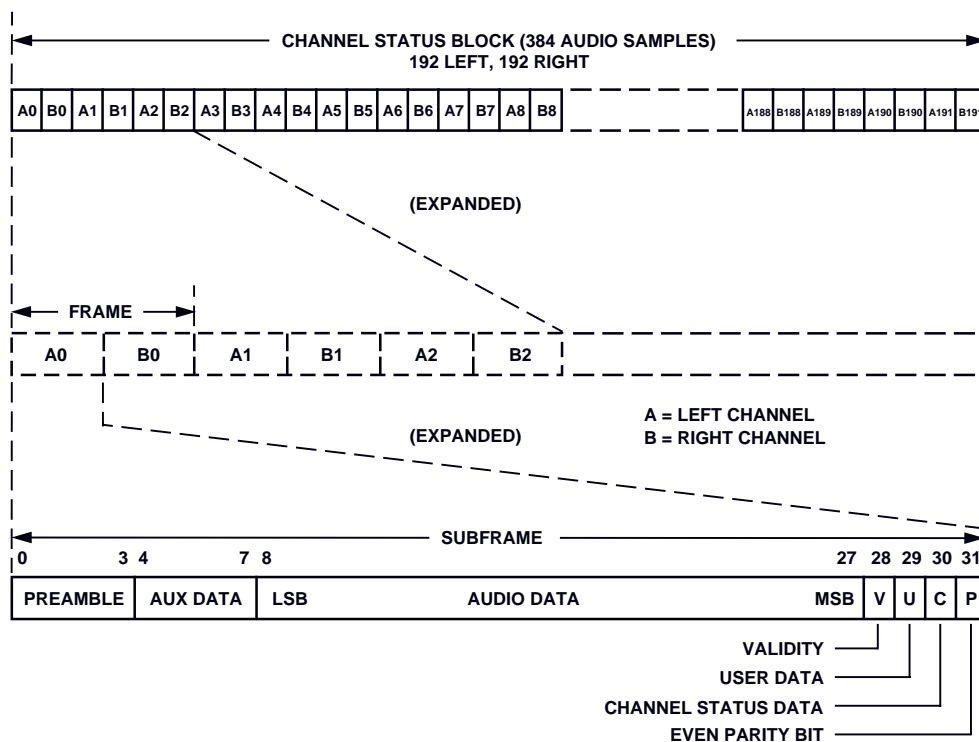 CHANNEL STATUS BLOCK (384 AUDIO SAMPLES)
192 LEFT, 192 RIGHT
A0 B0 A1 B1 A2 B2 A3 B3 A4 B4 A5 B5 A6 B6 A7 B7 A8 B8 A188 B188 A189 B189 A190 B190 A191 B191
(EXPANDED)
FRAME
A0 B0 A1 B1 A2 B2
A = LEFT CHANNEL
B = RIGHT CHANNEL
(EXPANDED)
SUBFRAME
0 3 4 7 8 27 28 29 30 31
PREAMBLE AUX DATA LSB AUDIO DATA MSB V U C P
VALIDITY
USER DATA
CHANNEL STATUS DATA
EVEN PARITY BIT